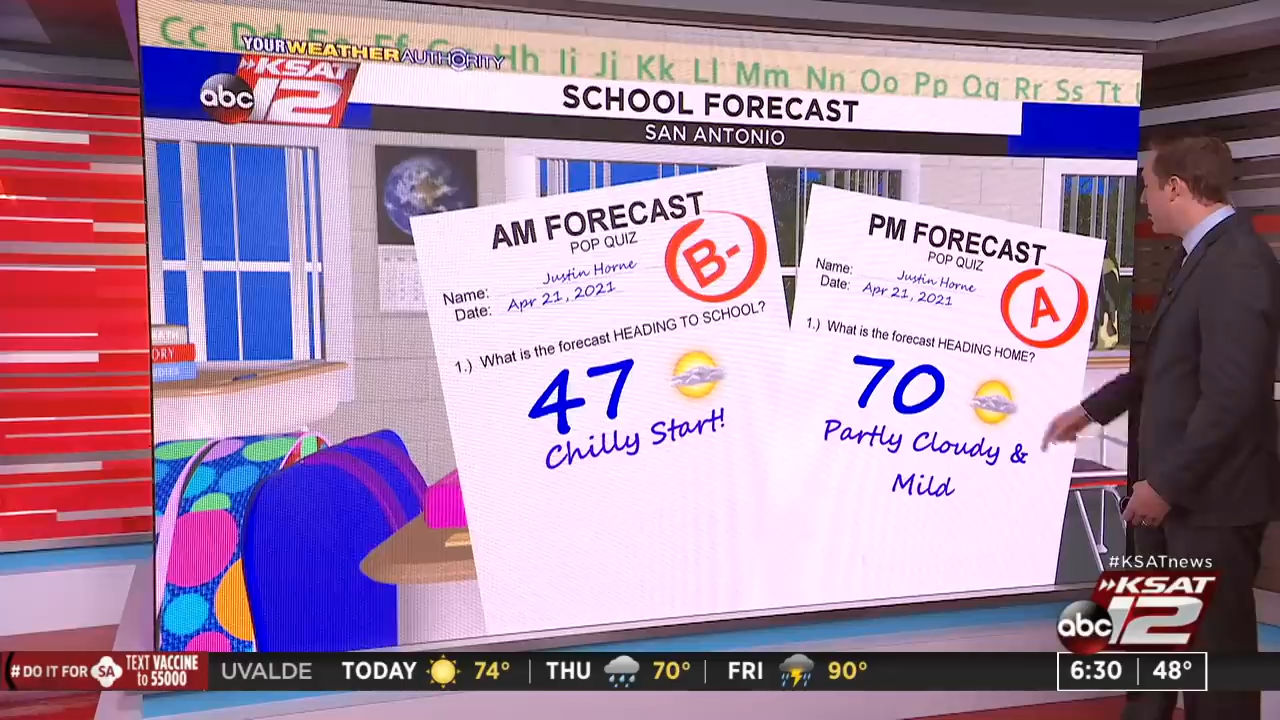 Cc Dd Hh Ii Jj Kk Ll Mm Nn Oo Pp Qq Rr Ss Tt
YOUR WEATHER AUTHORITY
KSAT
abc 12
SCHOOL FORECAST
SAN ANTONIO
AM FORECAST
POP QUIZ
B-
Name: Justin Horne
Date: Apr 21, 2021
1.) What is the forecast HEADING TO SCHOOL?
47
Chilly Start!
PM FORECAST
POP QUIZ
A
Name: Justin Horne
Date: Apr 21, 2021
1.) What is the forecast HEADING HOME?
70
Partly Cloudy &
Mild
#KSATnews
KSAT
abc 12
#DO IT FOR SA TEXT VACCINE
to 55000
UVALDE TODAY 74° THU 70° FRI 90°
6:30 48°